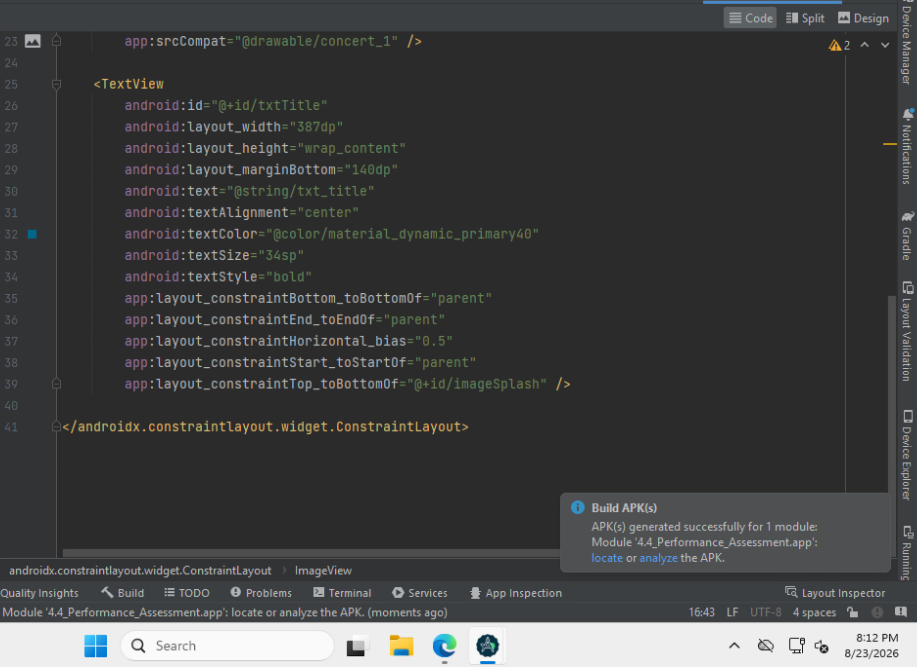 Code Split Design
2
23 app:srcCompat="@drawable/concert_1" />
24
25 <TextView
26 android:id="@+id/txtTitle"
27 android:layout_width="387dp"
28 android:layout_height="wrap_content"
29 android:layout_marginBottom="140dp"
30 android:text="@string/txt_title"
31 android:textAlignment="center"
32 android:textColor="@color/material_dynamic_primary40"
33 android:textSize="34sp"
34 android:textStyle="bold"
35 app:layout_constraintBottom_toBottomOf="parent"
36 app:layout_constraintEnd_toEndOf="parent"
37 app:layout_constraintHorizontal_bias="0.5"
38 app:layout_constraintStart_toStartOf="parent"
39 app:layout_constraintTop_toBottomOf="@+id/imageSplash" />
40
41 </androidx.constraintlayout.widget.ConstraintLayout>
Device Manager
Notifications
Gradle
Layout Validation
Device Explorer
Running
Build APK(s)
APK(s) generated successfully for 1 module:
Module '4.4_Performance_Assessment.app':
locate or analyze the APK.
androidx.constraintlayout.widget.ConstraintLayout ImageView
Quality Insights Build TODO Problems Terminal Services App Inspection Layout Inspector
Module '4.4_Performance_Assessment.app': locate or analyze the APK. (moments ago) 16:43 LF UTF-8 4 spaces
Search
8:12 PM
8/23/2026